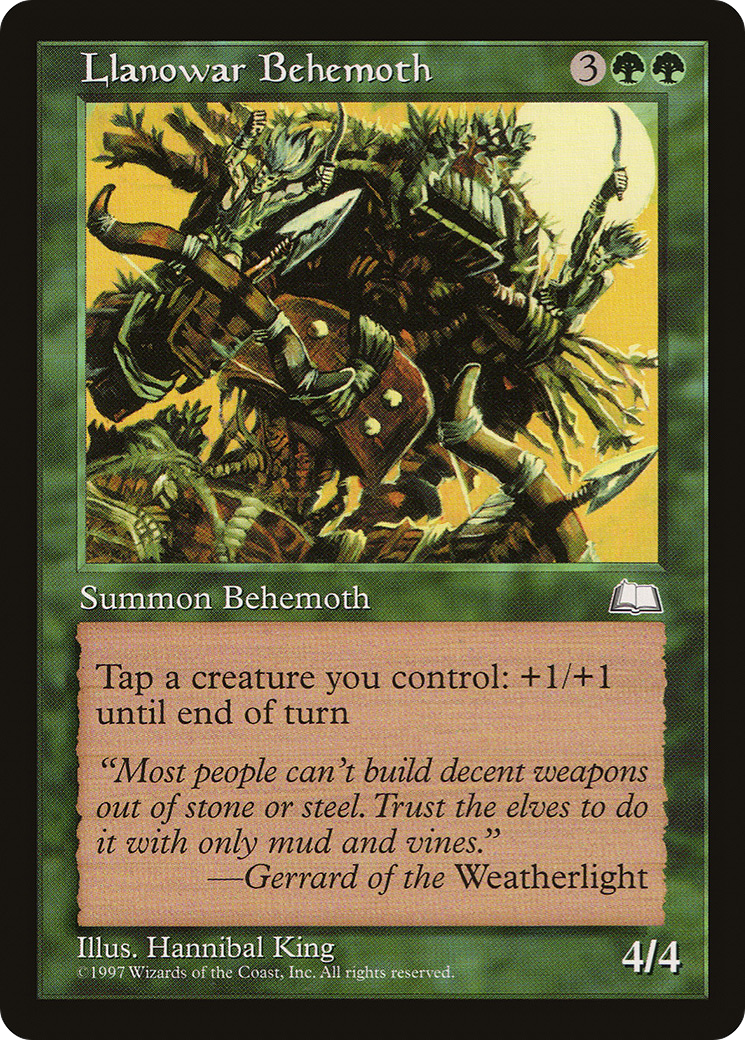 Llanowar Behemoth 3
Summon Behemoth
Tap a creature you control: +1/+1
until end of turn
“Most people can’t build decent weapons
out of stone or steel. Trust the elves to do
it with only mud and vines.”
—Gerrard of the Weatherlight
Illus. Hannibal King
©1997 Wizards of the Coast, Inc. All rights reserved.
4/4